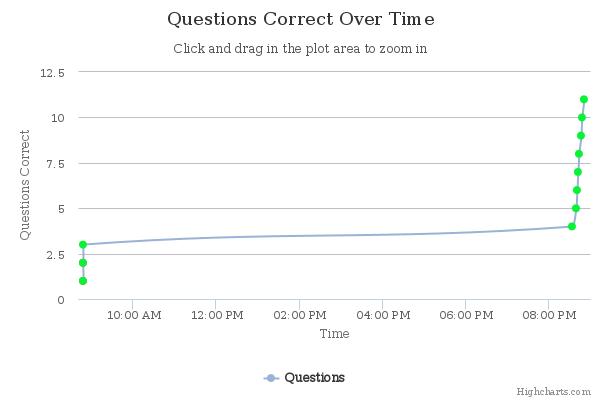 Questions Correct Over Time
Click and drag in the plot area to zoom in
Questions Correct
12.5
10
7.5
5
2.5
0
10:00 AM 12:00 PM 02:00 PM 04:00 PM 06:00 PM 08:00 PM
Time
Questions
Highcharts.com